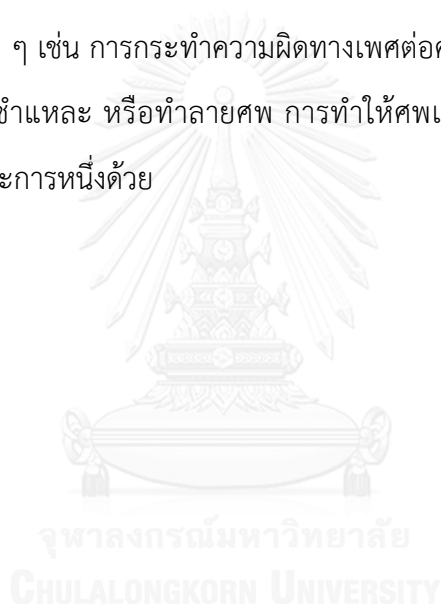 ๆ เช่น การกระทำความผิดทางเพศต่อ
ชำแหละ หรือทำลายศพ การทำให้ศพ
การหนึ่งด้วย
จุฬาลงกรณ์มหาวิทยาลัย
CHULALONGKORN UNIVERSITY